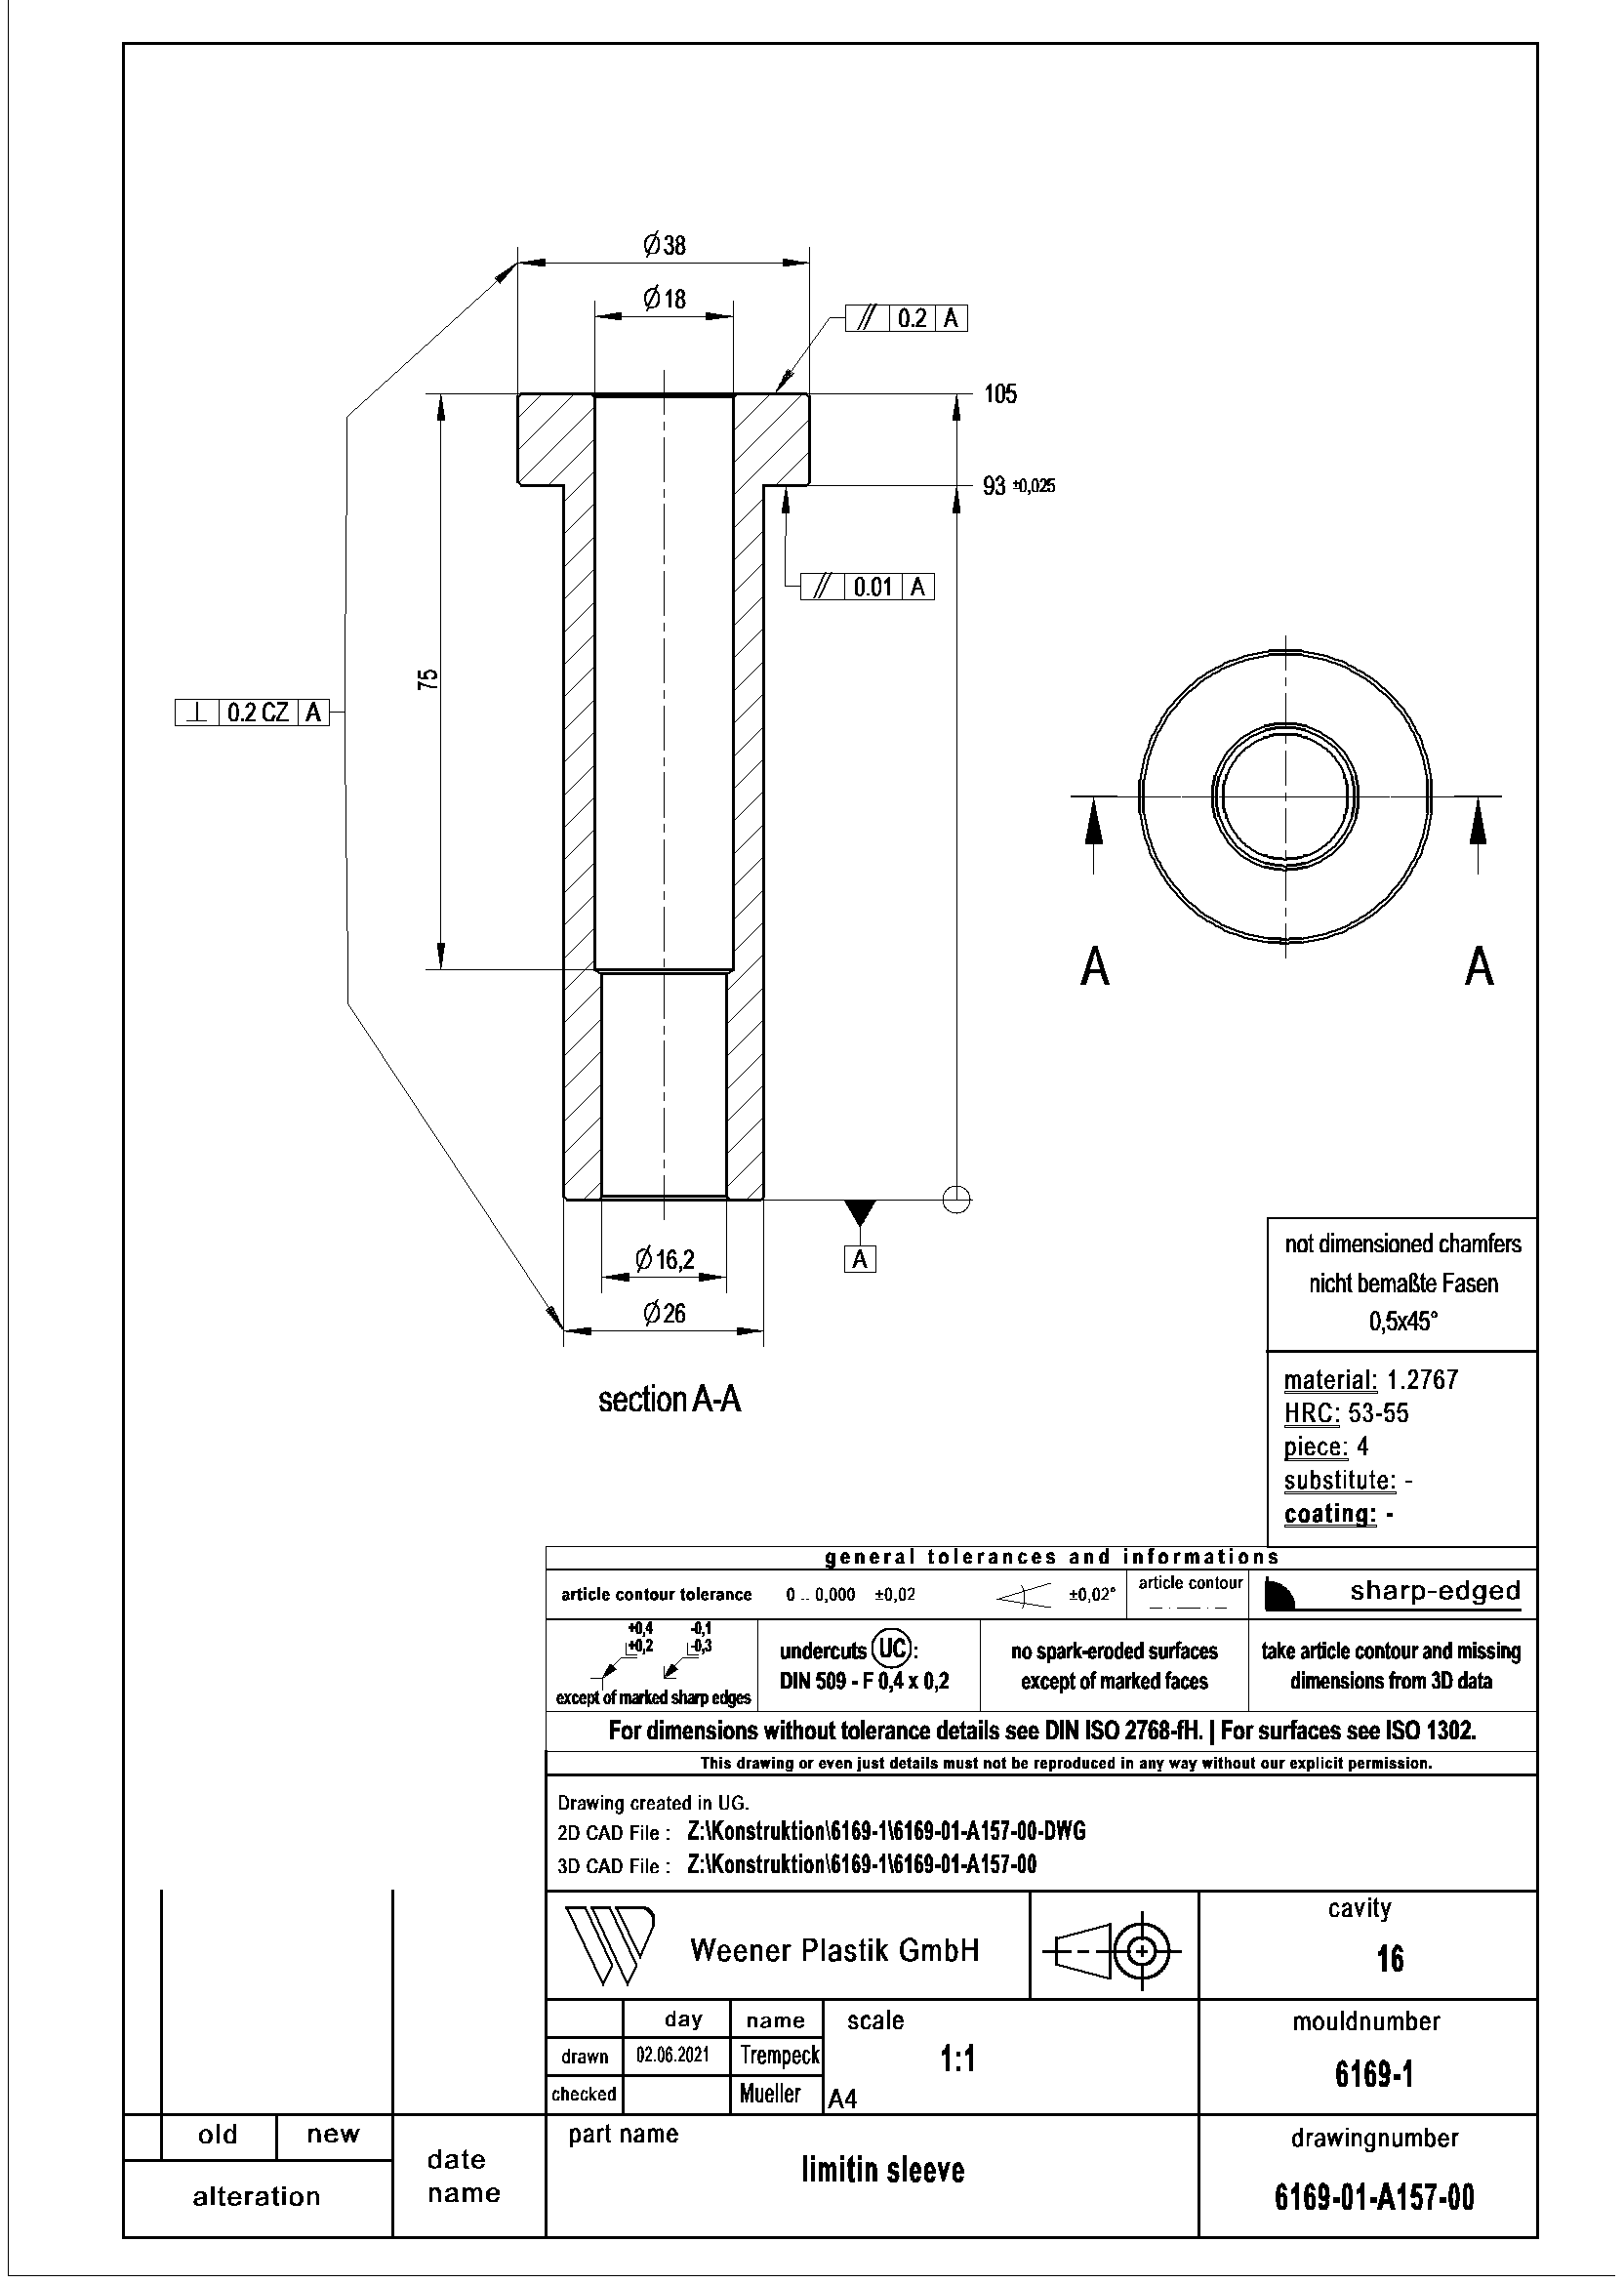 Ø38
Ø18
// 0.2 A
105
93 ±0,025
// 0.01 A
75
⊥ 0.2 CZ A
A A
Ø16,2
A
Ø26
section A-A
not dimensioned chamfers
nicht bemaßte Fasen
0,5x45°
material: 1.2767
HRC: 53-55
piece: 4
substitute: -
coating: -
general tolerances and informations
article contour tolerance 0 .. 0,000 ±0,02 ±0,02° article contour sharp-edged
+0,4 -0,1
+0,2 -0,3
except of marked sharp edges
undercuts UC:
DIN 509 - F 0,4 x 0,2
no spark-eroded surfaces
except of marked faces
take article contour and missing
dimensions from 3D data
For dimensions without tolerance details see DIN ISO 2768-fH. | For surfaces see ISO 1302.
This drawing or even just details must not be reproduced in any way without our explicit permission.
Drawing created in UG.
2D CAD File : Z:\Konstruktion\6169-1\6169-01-A157-00-DWG
3D CAD File : Z:\Konstruktion\6169-1\6169-01-A157-00
Weener Plastik GmbH
cavity
16
day name
drawn 02.06.2021 Trempeck
checked Mueller
scale
1:1
A4
mouldnumber
6169-1
old new
alteration
date
name
part name
limitin sleeve
drawingnumber
6169-01-A157-00